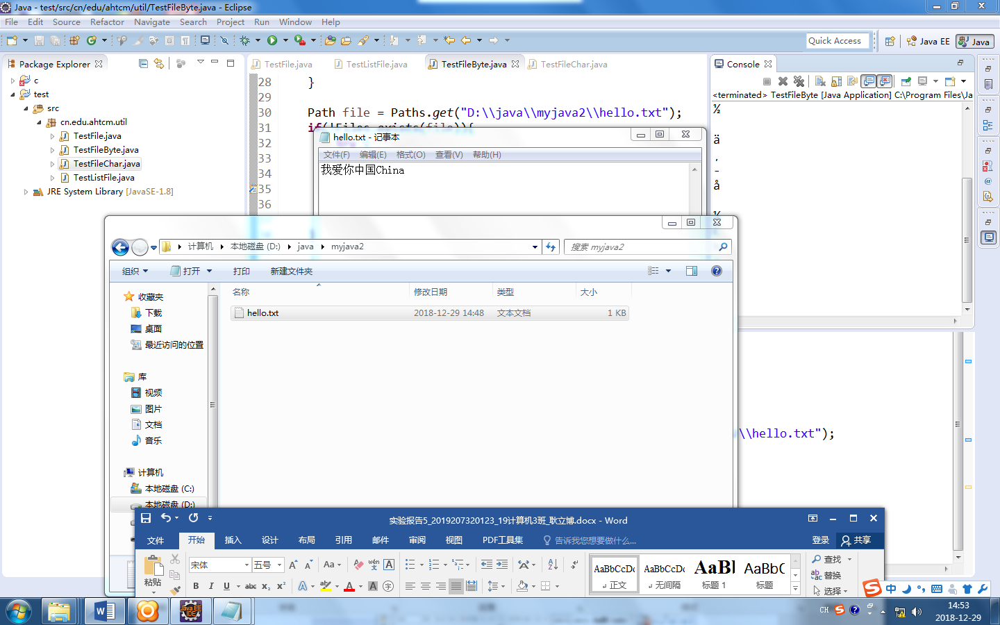 Java - test/src/cn/edu/ahtcm/util/TestFileByte.java - Eclipse
File Edit Source Refactor Navigate Search Project Run Window Help
Quick Access
Java EE
Java
Package Explorer
c
test
src
cn.edu.ahtcm.util
TestFile.java
TestFileByte.java
TestFileChar.java
TestListFile.java
JRE System Library [JavaSE-1.8]
TestFile.java TestListFile.java TestFileByte.java TestFileChar.java
28 }
29
30 Path file = Paths.get("D:\\java\\myjava2\\hello.txt");
31 if(!Files.exists(file)){
32
33
34
35
36
Console
<terminated> TestFileByte [Java Application] C:\Program Files\Ja
½
ä
¸
-
å
hello.txt - 记事本
文件(F) 编辑(E) 格式(O) 查看(V) 帮助(H)
我爱你中国China
计算机 本地磁盘 (D:) java myjava2
搜索 myjava2
组织 打开 打印 新建文件夹
名称 修改日期 类型 大小
hello.txt 2018-12-29 14:48 文本文档 1 KB
收藏夹
下载
桌面
最近访问的位置
库
视频
图片
文档
音乐
计算机
本地磁盘 (C:)
本地磁盘 (D:)
\\hello.txt");
实验报告5_2019207320123_19计算机3班_耿立博.docx - Word
文件 开始 插入 设计 布局 引用 邮件 审阅 视图 PDF工具集 告诉我您想要做什么... 登录 共享
粘贴
宋体 五号
Aa wén A
B I U abc x₂ x² A ab A A 字
AaBbCcDc AaBbCcDc AaBl AaBbC
正文 无间隔 标题 1 标题
查找
替换
选择
中
CH
14:53
2018-12-29